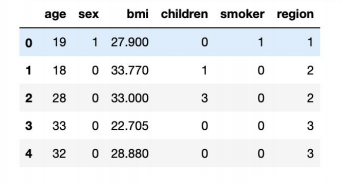 age sex bmi children smoker region
0 19 1 27.900 0 1 1
1 18 0 33.770 1 0 2
2 28 0 33.000 3 0 2
3 33 0 22.705 0 0 3
4 32 0 28.880 0 0 3